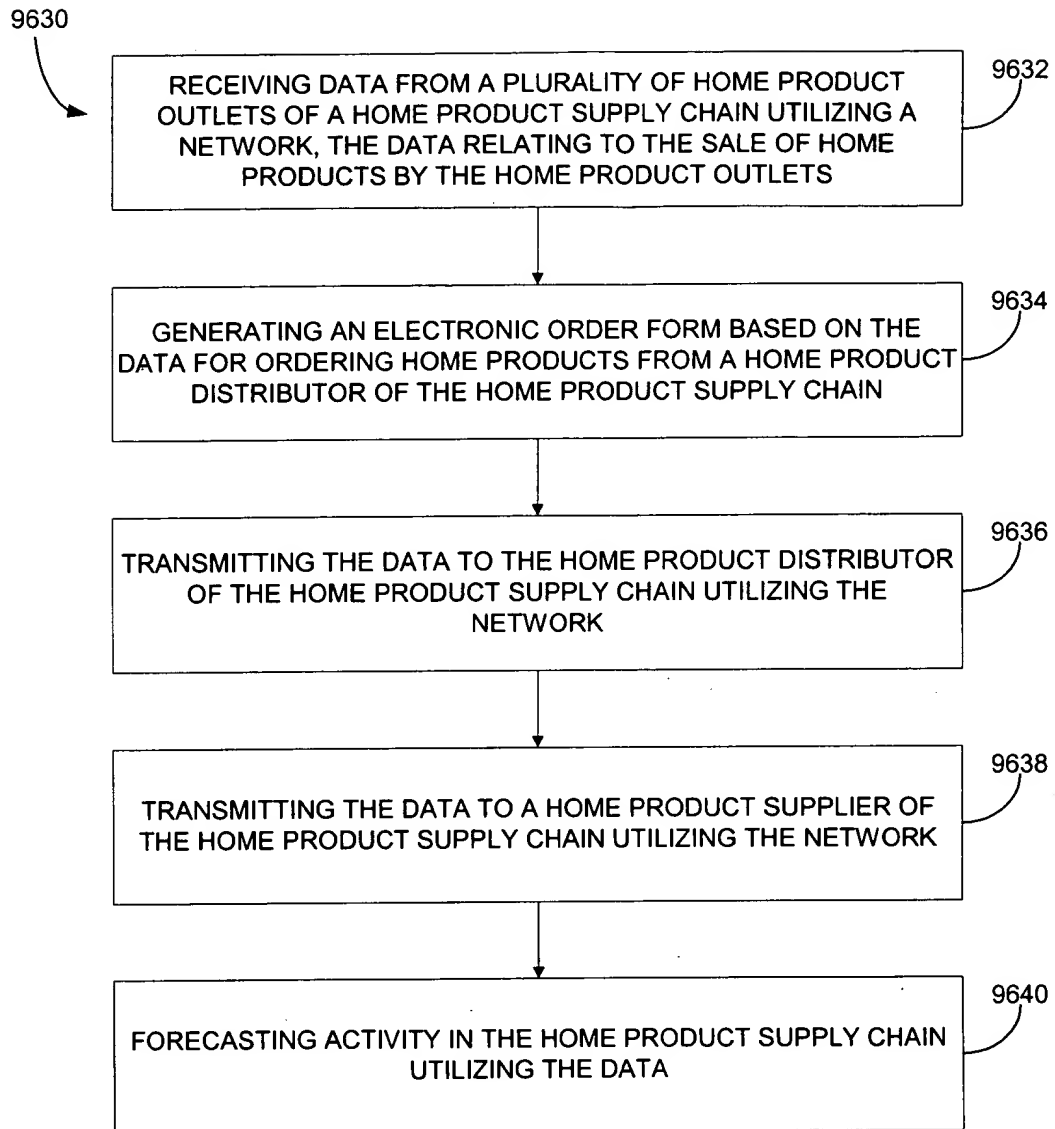 9630
RECEIVING DATA FROM A PLURALITY OF HOME PRODUCT
OUTLETS OF A HOME PRODUCT SUPPLY CHAIN UTILIZING A
NETWORK, THE DATA RELATING TO THE SALE OF HOME
PRODUCTS BY THE HOME PRODUCT OUTLETS
9632
GENERATING AN ELECTRONIC ORDER FORM BASED ON THE
DATA FOR ORDERING HOME PRODUCTS FROM A HOME PRODUCT
DISTRIBUTOR OF THE HOME PRODUCT SUPPLY CHAIN
9634
TRANSMITTING THE DATA TO THE HOME PRODUCT DISTRIBUTOR
OF THE HOME PRODUCT SUPPLY CHAIN UTILIZING THE
NETWORK
9636
TRANSMITTING THE DATA TO A HOME PRODUCT SUPPLIER OF
THE HOME PRODUCT SUPPLY CHAIN UTILIZING THE NETWORK
9638
FORECASTING ACTIVITY IN THE HOME PRODUCT SUPPLY CHAIN
UTILIZING THE DATA
9640